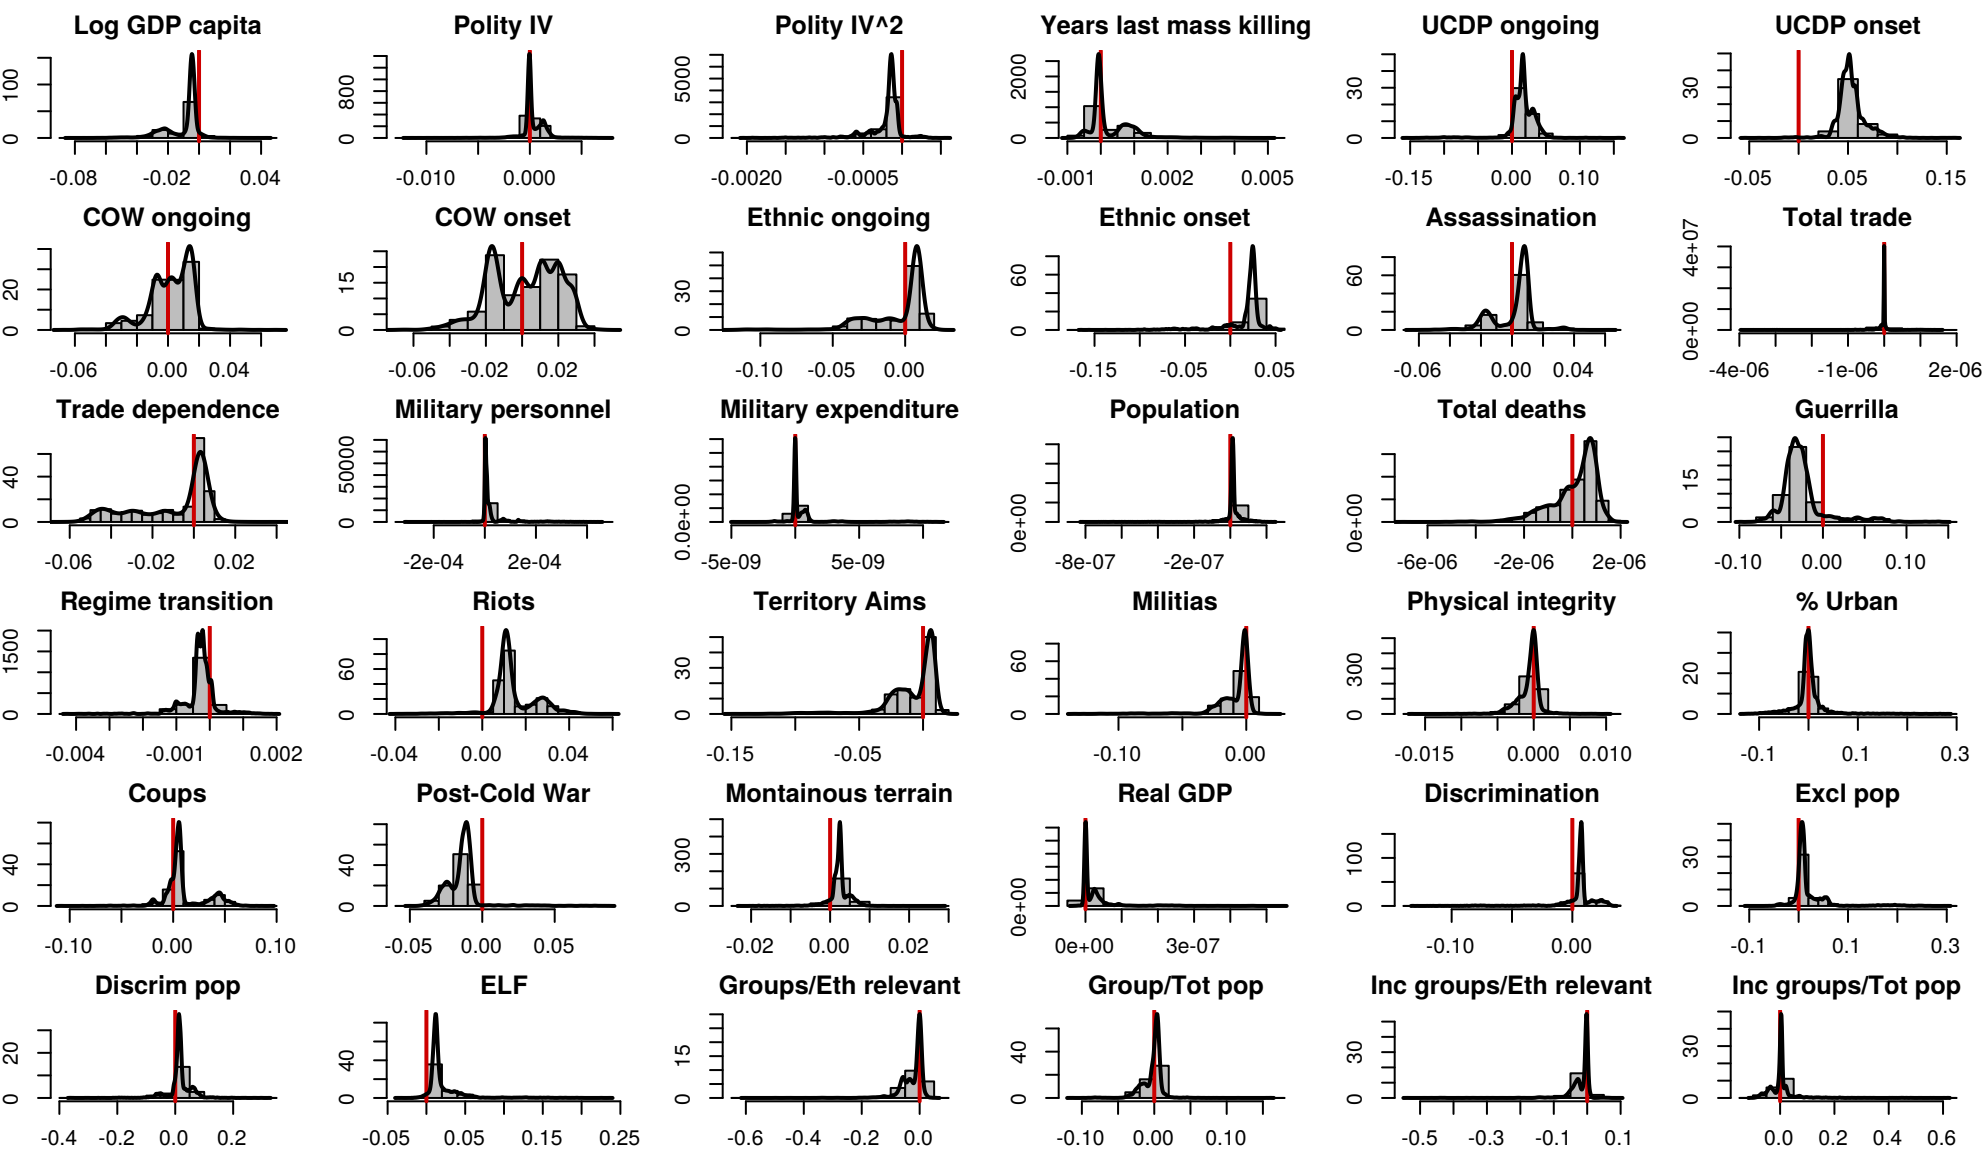 Log GDP capita
0 100
-0.08 -0.02 0.04
Polity IV
0 800
-0.010 0.000
Polity IV^2
0 5000
-0.0020 -0.0005
Years last mass killing
0 2000
-0.001 0.002 0.005
UCDP ongoing
0 30
-0.15 0.00 0.10
UCDP onset
0 30
-0.05 0.05 0.15
COW ongoing
0 20
-0.06 0.00 0.04
COW onset
0 15
-0.06 -0.02 0.02
Ethnic ongoing
0 30
-0.10 -0.05 0.00
Ethnic onset
0 60
-0.15 -0.05 0.05
Assassination
0 60
-0.06 0.00 0.04
Total trade
0e+00 4e+07
-4e-06 -1e-06 2e-06
Trade dependence
0 40
-0.06 -0.02 0.02
Military personnel
0 50000
-2e-04 2e-04
Military expenditure
0.0e+00
-5e-09 5e-09
Population
0e+00
-8e-07 -2e-07
Total deaths
0e+00
-6e-06 -2e-06 2e-06
Guerrilla
0 15
-0.10 0.00 0.10
Regime transition
0 1500
-0.004 -0.001 0.002
Riots
0 60
-0.04 0.00 0.04
Territory Aims
0 30
-0.15 -0.05
Militias
0 60
-0.10 0.00
Physical integrity
0 300
-0.015 0.000 0.010
% Urban
0 20
-0.1 0.1 0.3
Coups
0 40
-0.10 0.00 0.10
Post-Cold War
0 40
-0.05 0.00 0.05
Montainous terrain
0 300
-0.02 0.00 0.02
Real GDP
0e+00
0e+00 3e-07
Discrimination
0 100
-0.10 0.00
Excl pop
0 30
-0.1 0.1 0.3
Discrim pop
0 20
-0.4 -0.2 0.0 0.2
ELF
0 40
-0.05 0.05 0.15 0.25
Groups/Eth relevant
0 15
-0.6 -0.4 -0.2 0.0
Group/Tot pop
0 40
-0.10 0.00 0.10
Inc groups/Eth relevant
0 30
-0.5 -0.3 -0.1 0.1
Inc groups/Tot pop
0 30
0.0 0.2 0.4 0.6